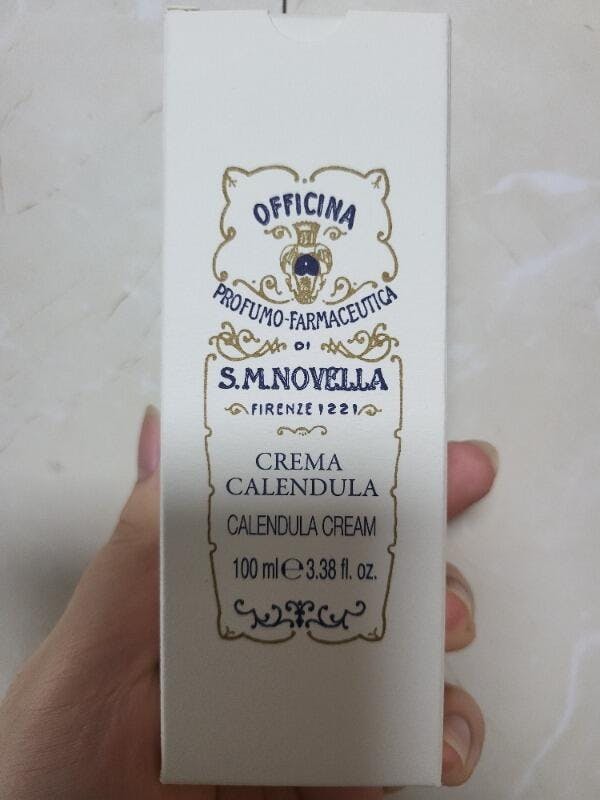 OFFICINA
PROFUMO-FARMACEUTICA
DI
S.M.NOVELLA
FIRENZE 1221
CREMA
CALENDULA
CALENDULA CREAM
100 ml ℮ 3.38 fl. oz.